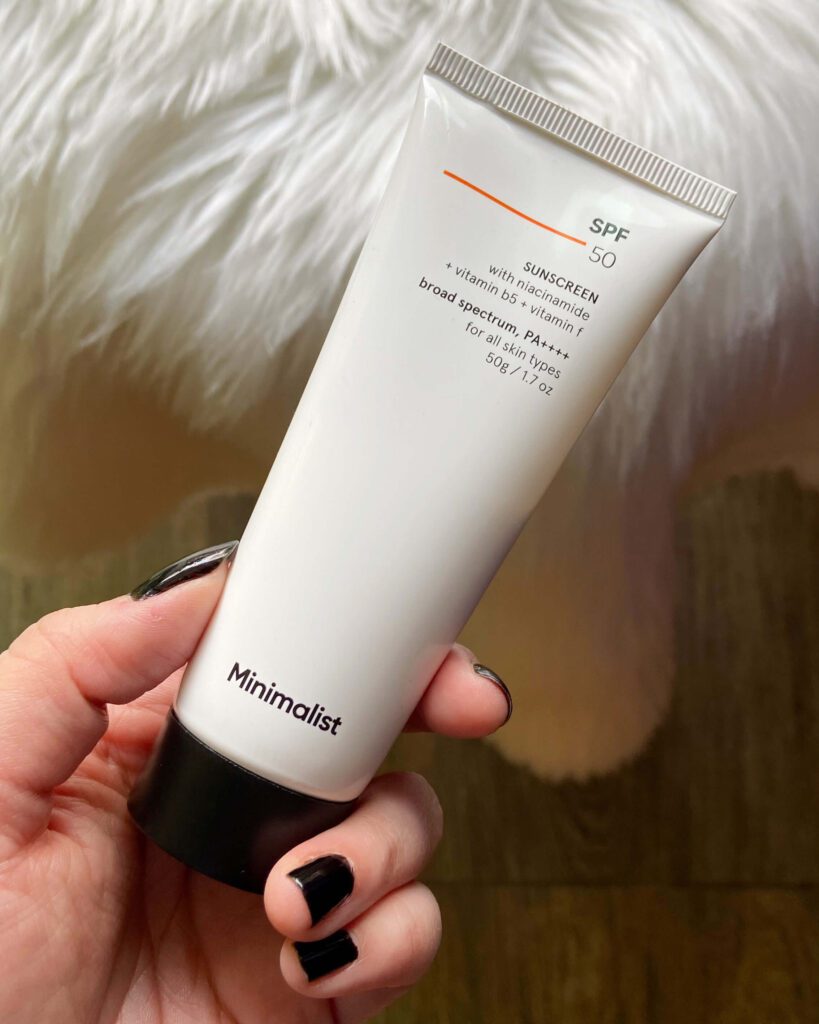 SPF
50
SUNSCREEN
with niacinamide
+ vitamin b5 + vitamin f
broad spectrum, PA++++
for all skin types
50g / 1.7 oz
Minimalist